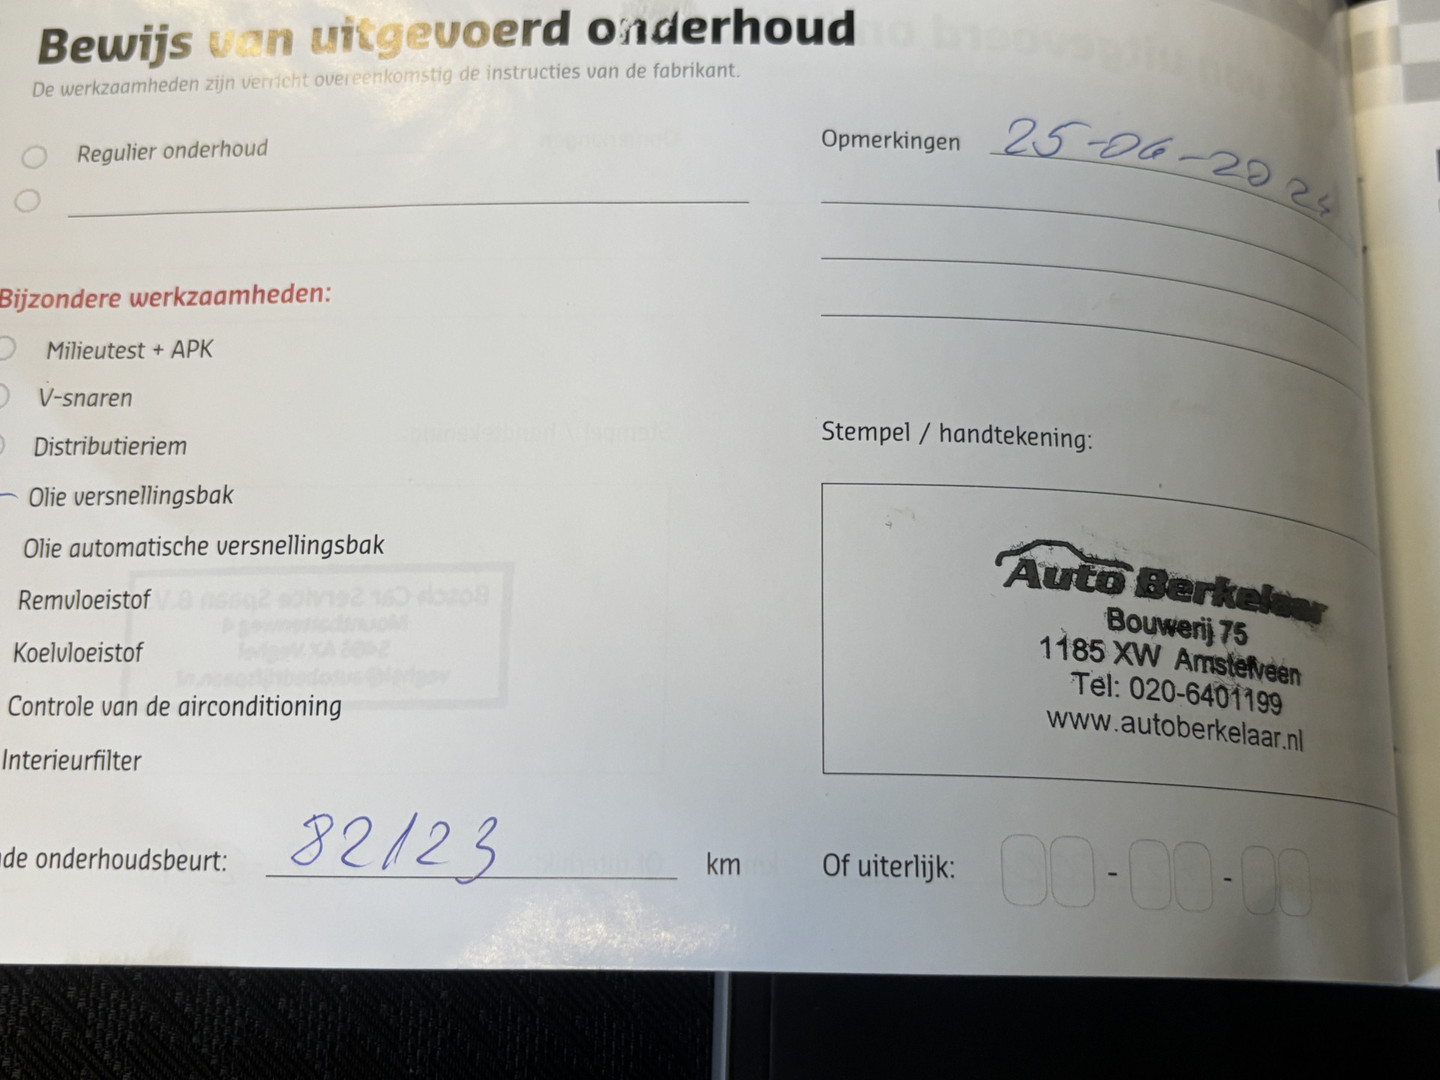 Bewijs van uitgevoerd onderhoud
De werkzaamheden zijn verricht overeenkomstig de instructies van de fabrikant.
Regulier onderhoud
Bijzondere werkzaamheden:
Milieutest + APK
V-snaren
Distributieriem
Olie versnellingsbak
Olie automatische versnellingsbak
Remvloeistof
Koelvloeistof
Controle van de airconditioning
Interieurfilter
de onderhoudsbeurt: 82123 km
Opmerkingen 25-06-2024
Stempel / handtekening:
Auto Berkelaar
Bouwerij 75
1185 XW Amstelveen
Tel: 020-6401199
www.autoberkelaar.nl
Of uiterlijk: - -